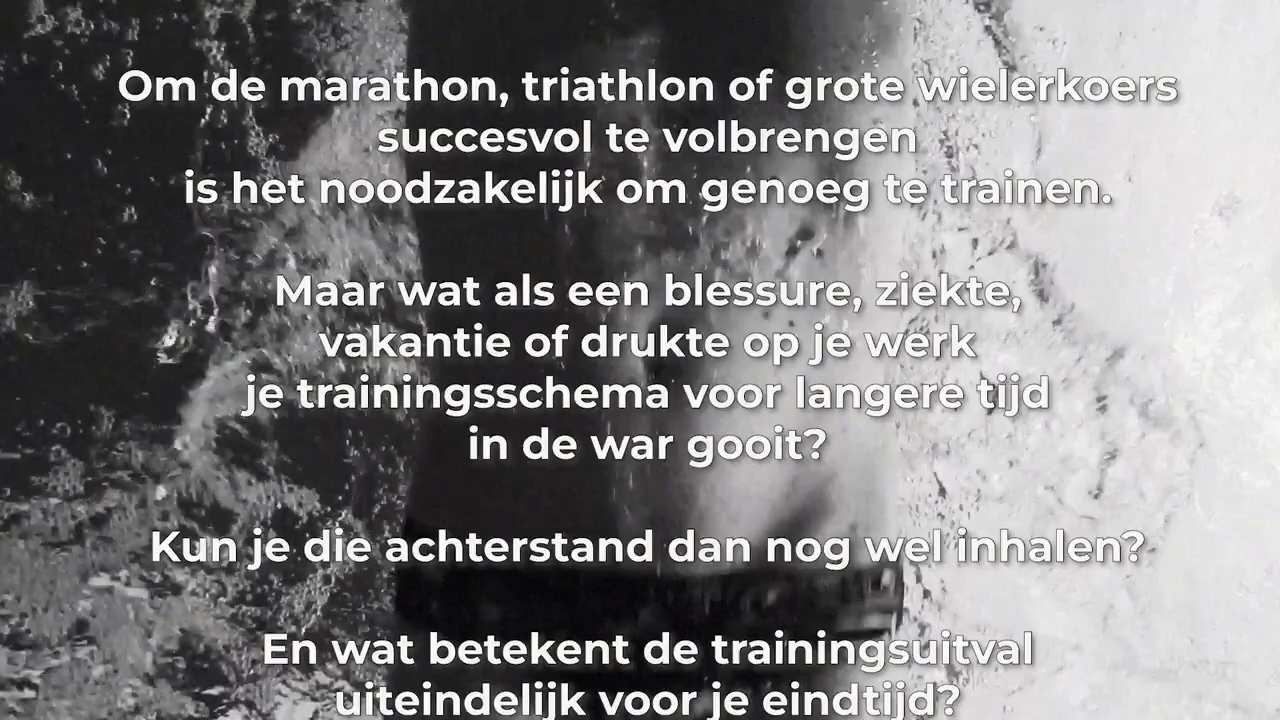 Om de marathon, triathlon of grote wielerkoers
succesvol te volbrengen
is het noodzakelijk om genoeg te trainen.
Maar wat als een blessure, ziekte,
vakantie of drukte op je werk
je trainingsschema voor langere tijd
in de war gooit?
Kun je die achterstand dan nog wel inhalen?
En wat betekent de trainingsuitval
uiteindelijk voor je eindtijd?